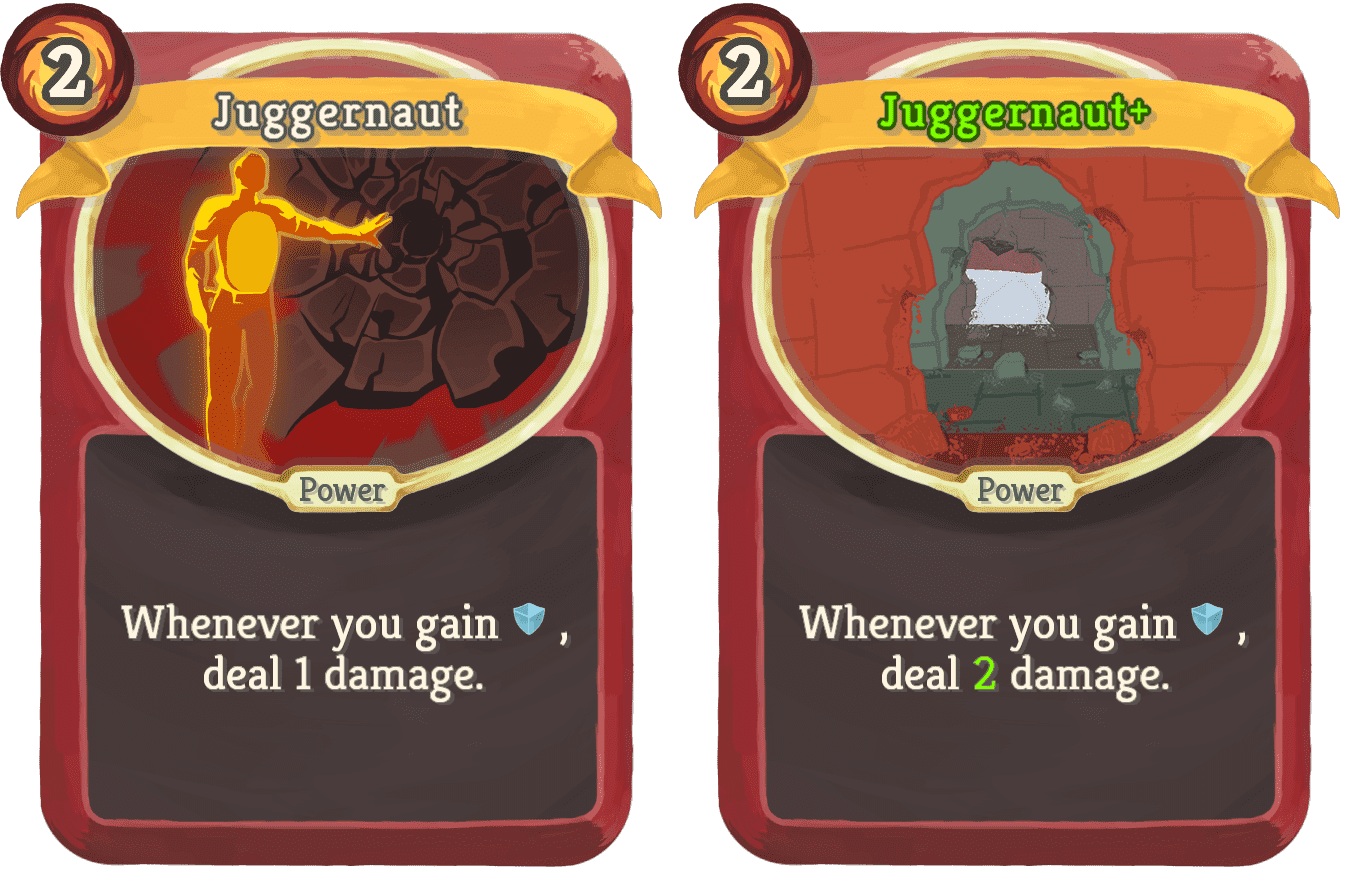 2
Juggernaut
Power
Whenever you gain ,
deal 1 damage.
2
Juggernaut+
Power
Whenever you gain ,
deal 2 damage.